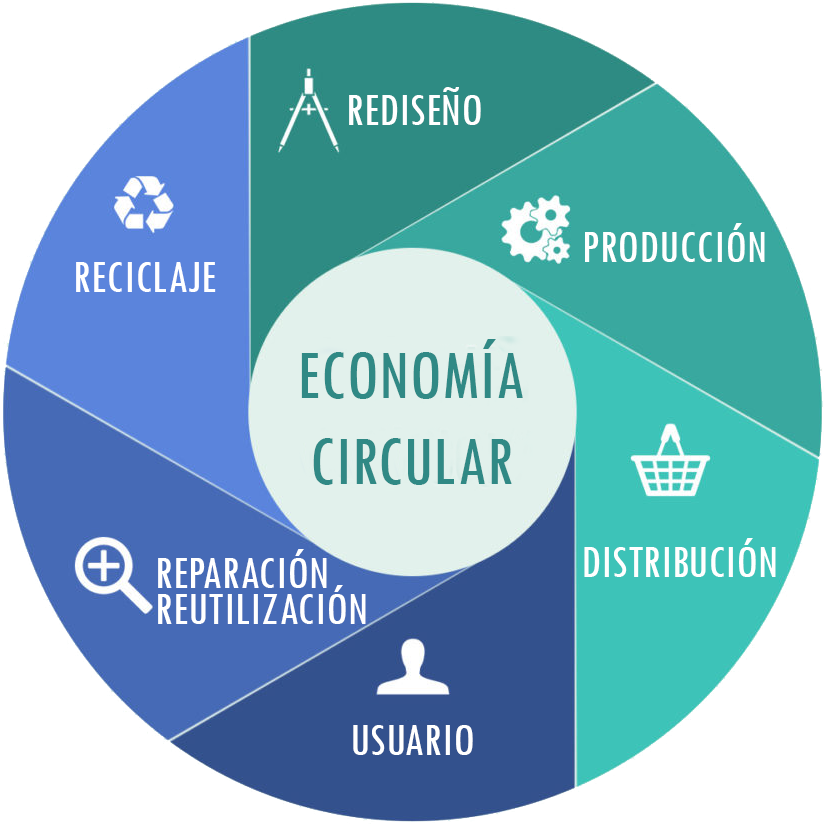 REDISEÑO
PRODUCCIÓN
DISTRIBUCIÓN
USUARIO
REPARACIÓN
REUTILIZACIÓN
RECICLAJE
ECONOMÍA
CIRCULAR